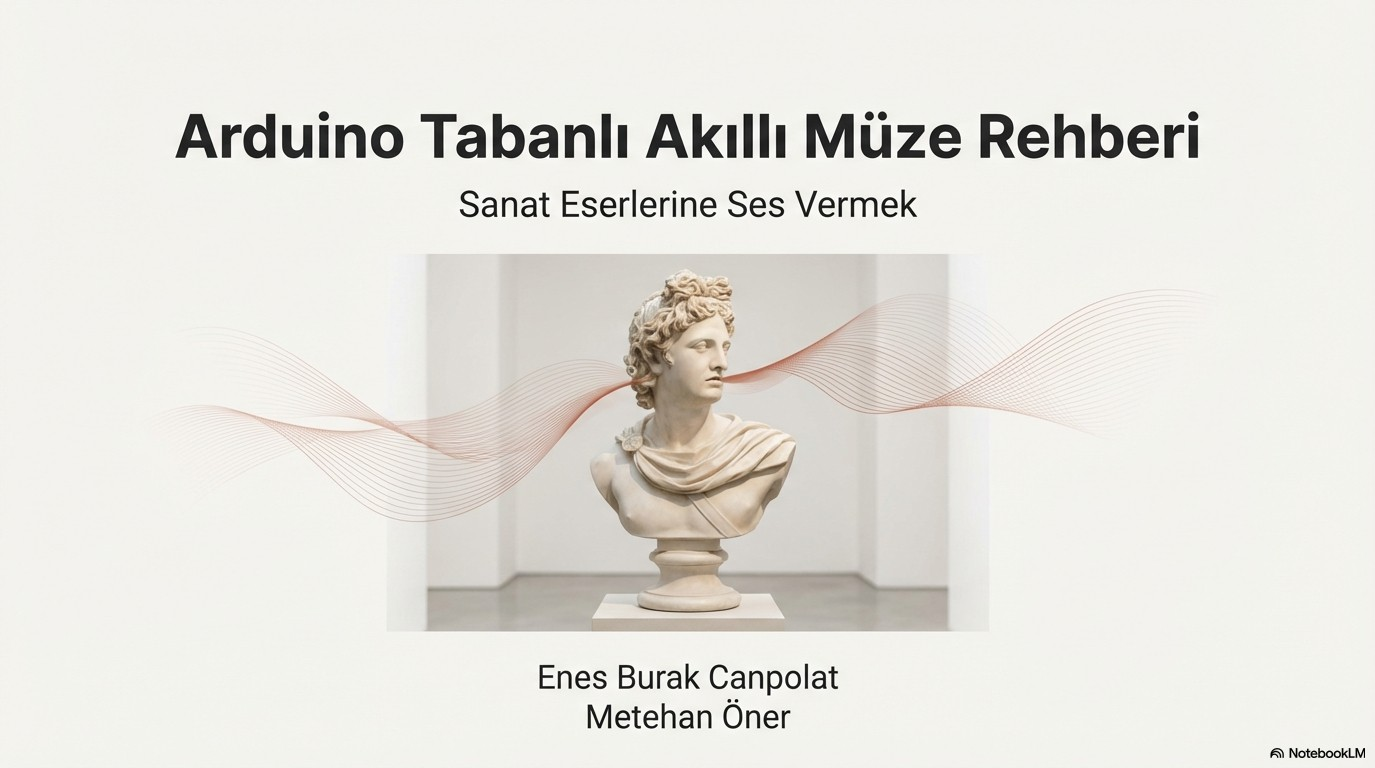 Arduino Tabanlı Akıllı Müze Rehberi
Sanat Eserlerine Ses Vermek
Enes Burak Canpolat
Metehan Öner
NotebookLM